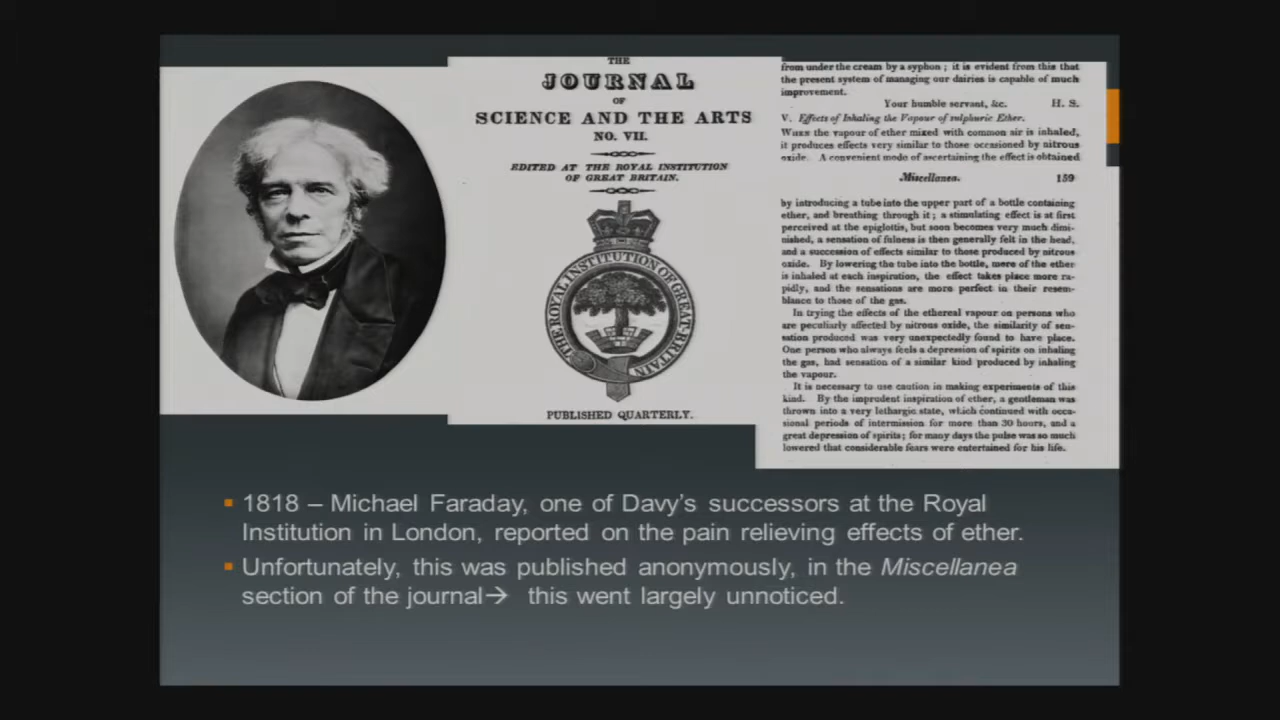 THE
JOURNAL
OF
SCIENCE AND THE ARTS
NO. VII.
EDITED AT THE ROYAL INSTITUTION
OF GREAT BRITAIN.
THE ROYAL INSTITUTION OF GREAT BRITAIN
PUBLISHED QUARTERLY.
from under the cream by a syphon ; it is evident from this that
the present system of managing our dairies is capable of much
improvement.
Your humble servant, &c. H. S.
V. Effects of Inhaling the Vapour of sulphuric Ether.
WHEN the vapour of ether mixed with common air is inhaled,
it produces effects very similar to those occasioned by nitrous
oxide. A convenient mode of ascertaining the effect is obtained
Miscellanea. 159
by introducing a tube into the upper part of a bottle containing
ether, and breathing through it ; a stimulating effect is at first
perceived at the epiglottis, but soon becomes very much dimi-
nished, a sensation of fulness is then generally felt in the head,
and a succession of effects similar to those produced by nitrous
oxide. By lowering the tube into the bottle, more of the ether
is inhaled at each inspiration, the effect takes place more ra-
pidly, and the sensations are more perfect in their resem-
blance to those of the gas.
In trying the effects of the ethereal vapour on persons who
are peculiarly affected by nitrous oxide, the similarity of sen-
sation produced was very unexpectedly found to have place.
One person who always feels a depression of spirits on inhaling
the gas, had sensation of a similar kind produced by inhaling
the vapour.
It is necessary to use caution in making experiments of this
kind. By the imprudent inspiration of ether, a gentleman was
thrown into a very lethargic state, which continued with occa-
sional periods of intermission for more than 30 hours, and a
great depression of spirits ; for many days the pulse was so much
lowered that considerable fears were entertained for his life.
▪ 1818 – Michael Faraday, one of Davy's successors at the Royal
Institution in London, reported on the pain relieving effects of ether.
▪ Unfortunately, this was published anonymously, in the Miscellanea
section of the journal→ this went largely unnoticed.